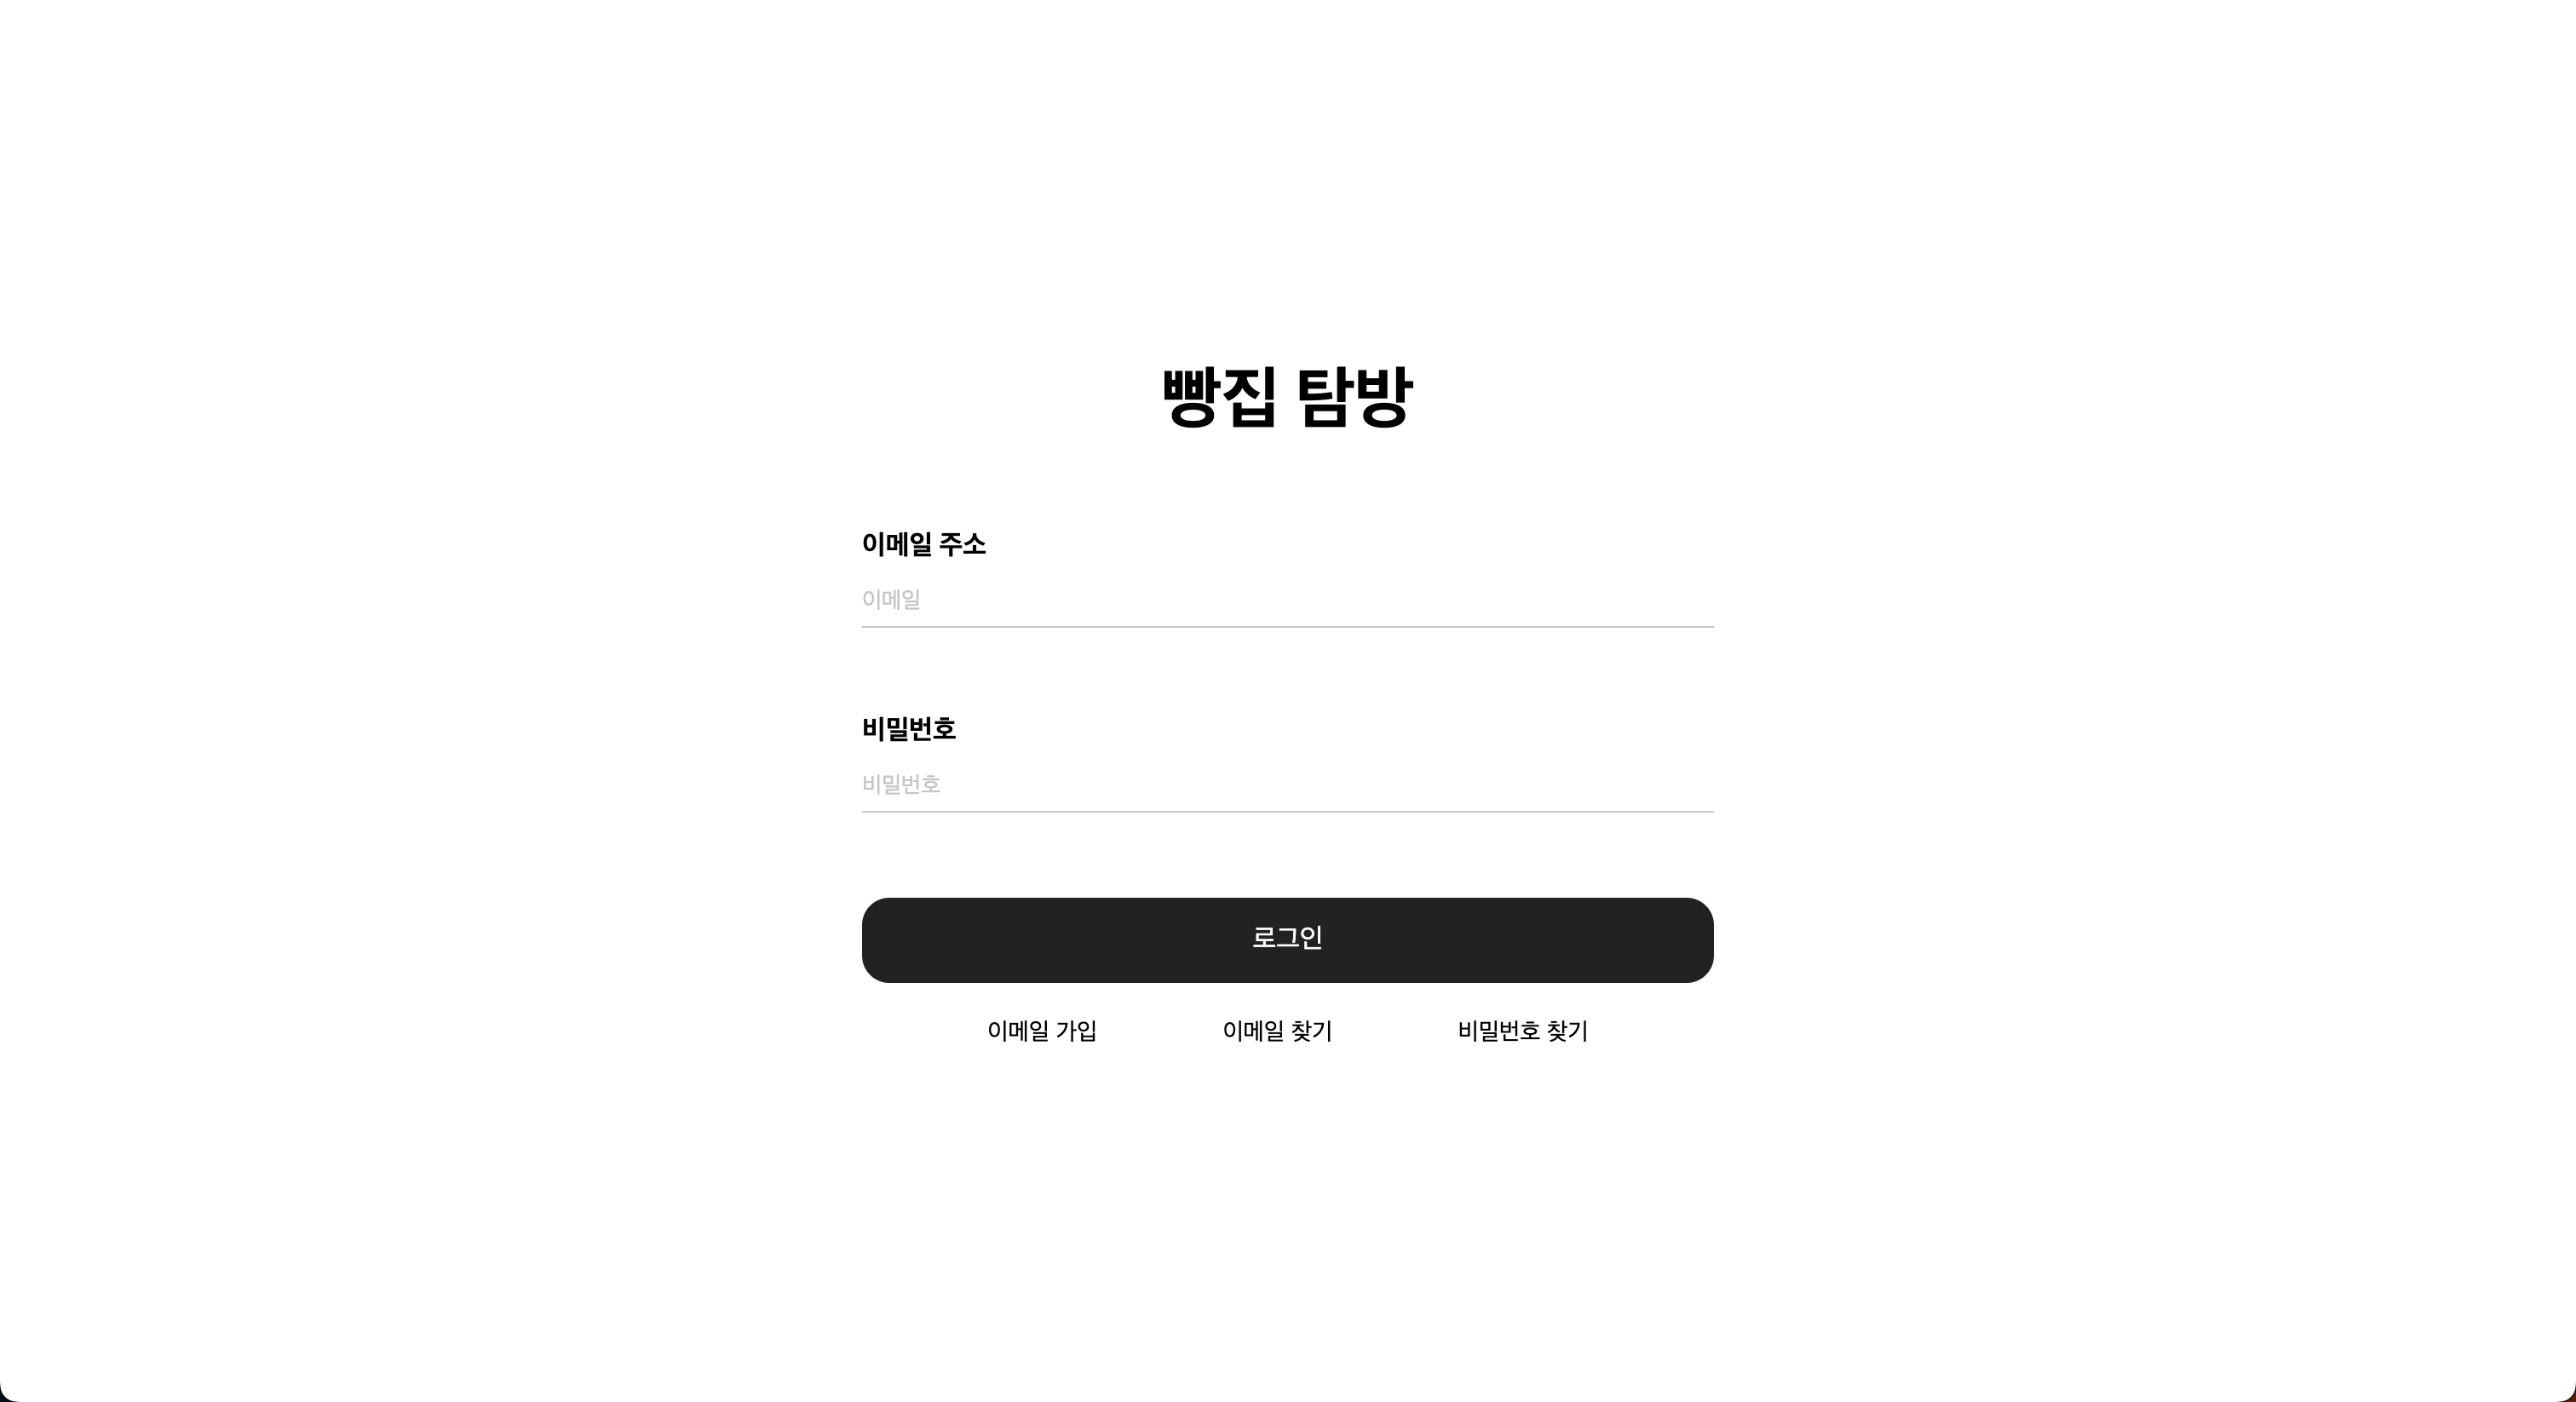 빵집 탐방
이메일 주소
이메일
비밀번호
비밀번호
로그인
이메일 가입 이메일 찾기 비밀번호 찾기